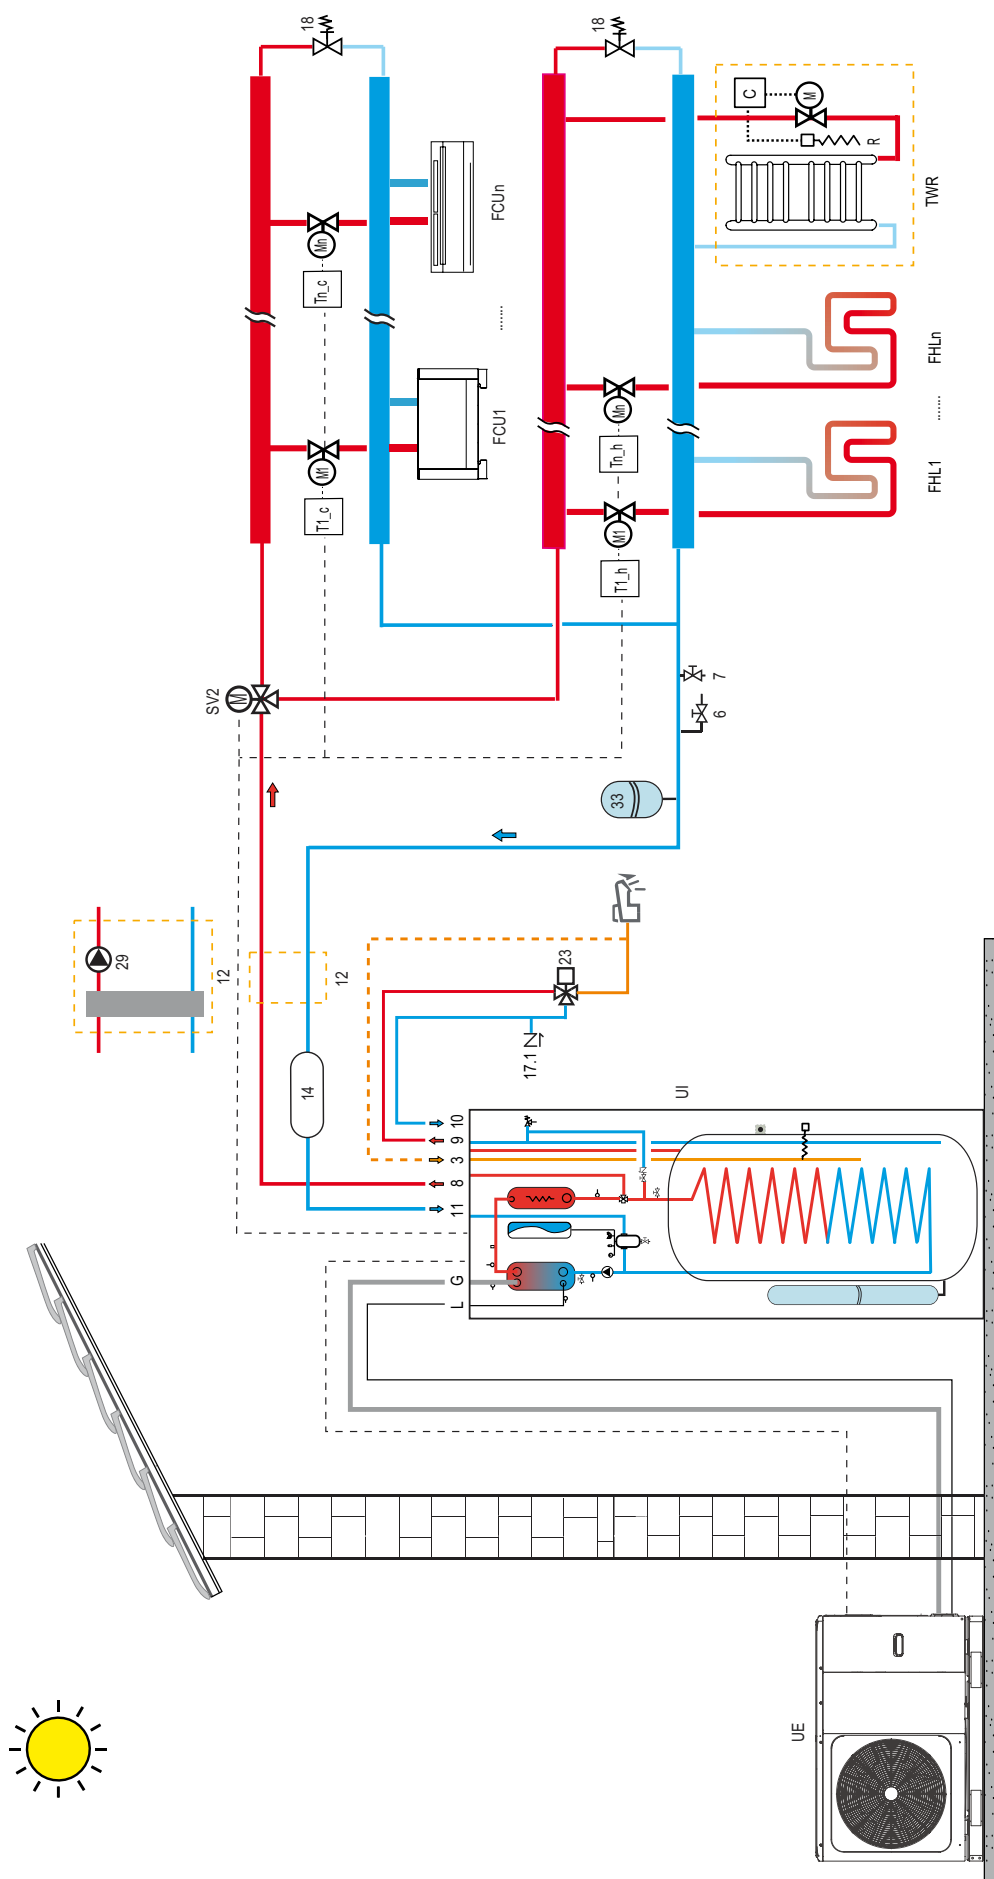 18
18
C
M
R
TWR
FCUn
Mn
Tn_c
........
FCU1
M1
T1_c
FHLn
Mn
Tn_h
........
FHL1
M1
T1_h
SV2
M
7
6
33
29
12
12
23
17.1
14
10
9
3
8
11
G
L
UI
UE